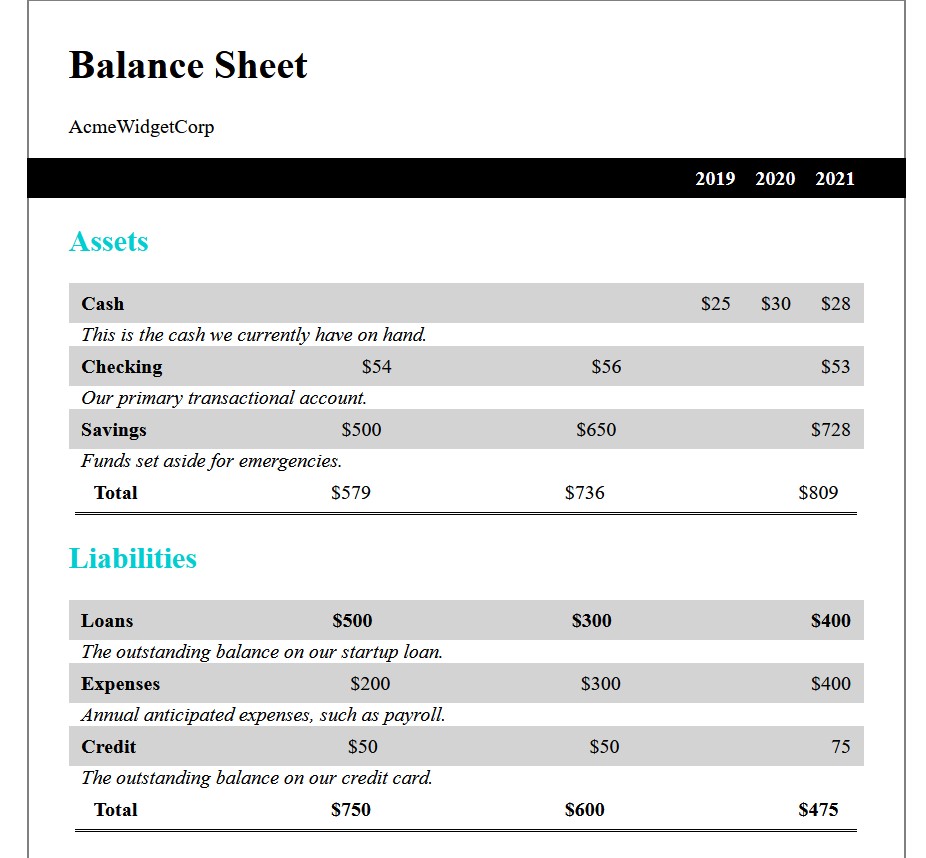 Balance Sheet
AcmeWidgetCorp
2019 2020 2021
Assets
Cash $25 $30 $28
This is the cash we currently have on hand.
Checking $54 $56 $53
Our primary transactional account.
Savings $500 $650 $728
Funds set aside for emergencies.
Total $579 $736 $809
Liabilities
Loans $500 $300 $400
The outstanding balance on our startup loan.
Expenses $200 $300 $400
Annual anticipated expenses, such as payroll.
Credit $50 $50 75
The outstanding balance on our credit card.
Total $750 $600 $475